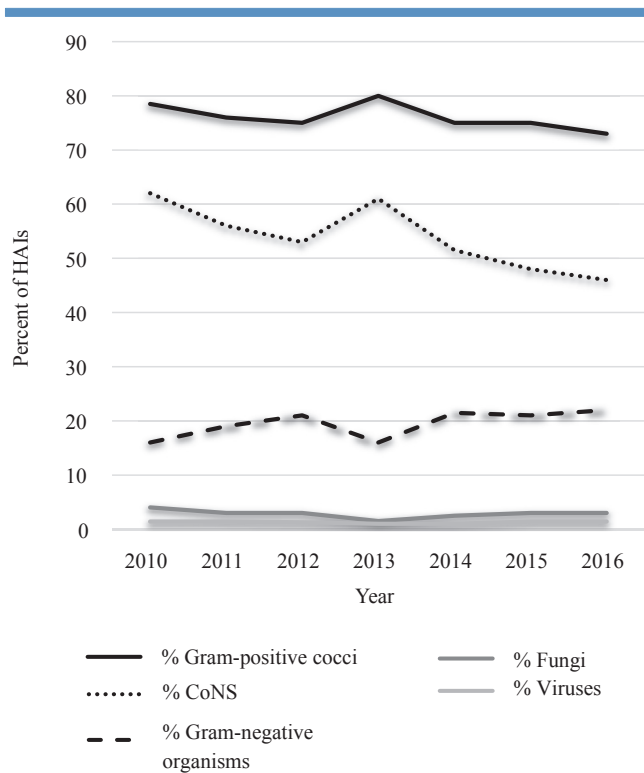 90
80
70
60
50
40
30
20
10
0
Percent of HAIs
2010 2011 2012 2013 2014 2015 2016
Year
% Gram-positive cocci
% CoNS
% Gram-negative
organisms
% Fungi
% Viruses